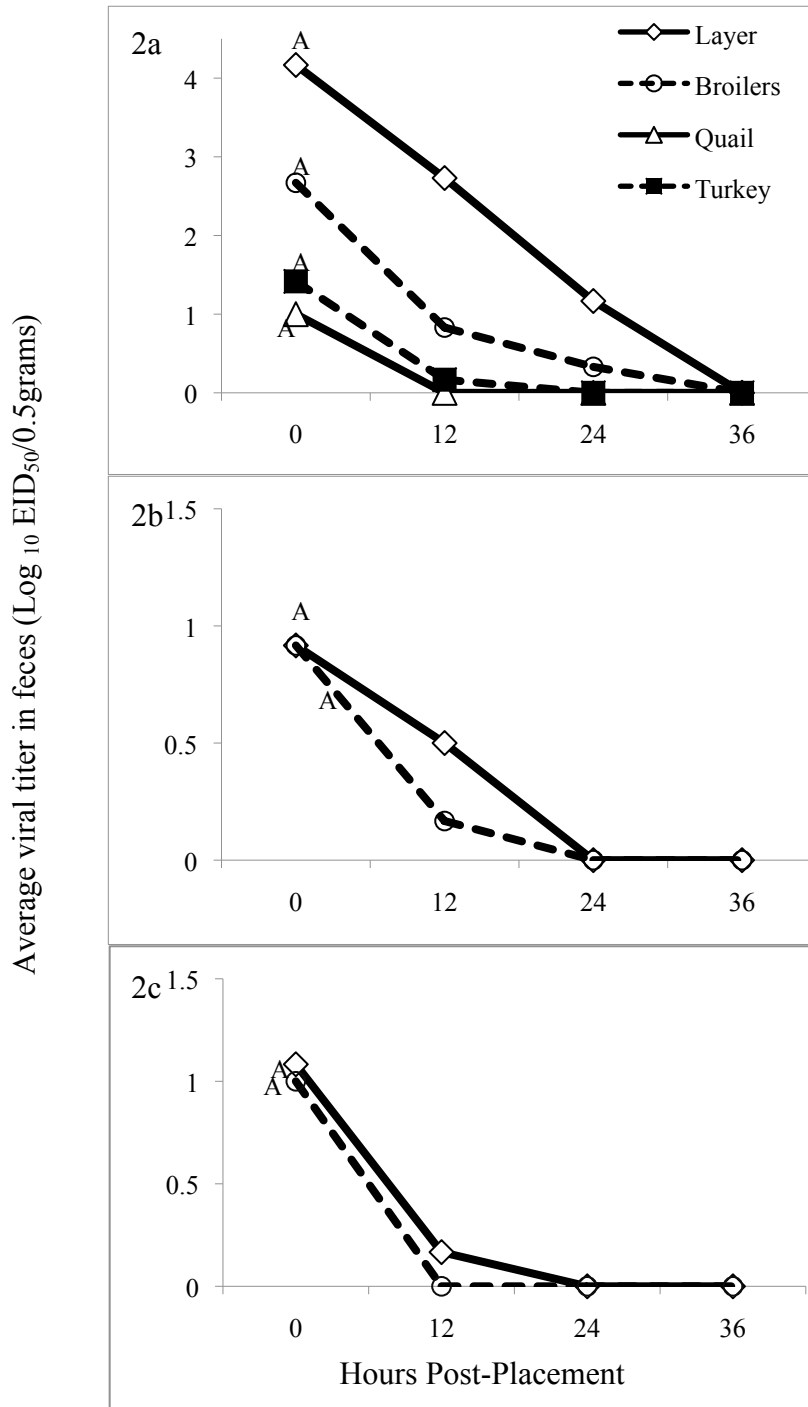 Average viral titer in feces (Log 10 EID50/0.5grams)
2a
Layer
Broilers
Quail
Turkey
4
3
2
1
0
A
A
A
A
0 12 24 36
2b
1.5
1
0.5
0
A
A
0 12 24 36
2c
1.5
1
0.5
0
A
A
0 12 24 36
Hours Post-Placement